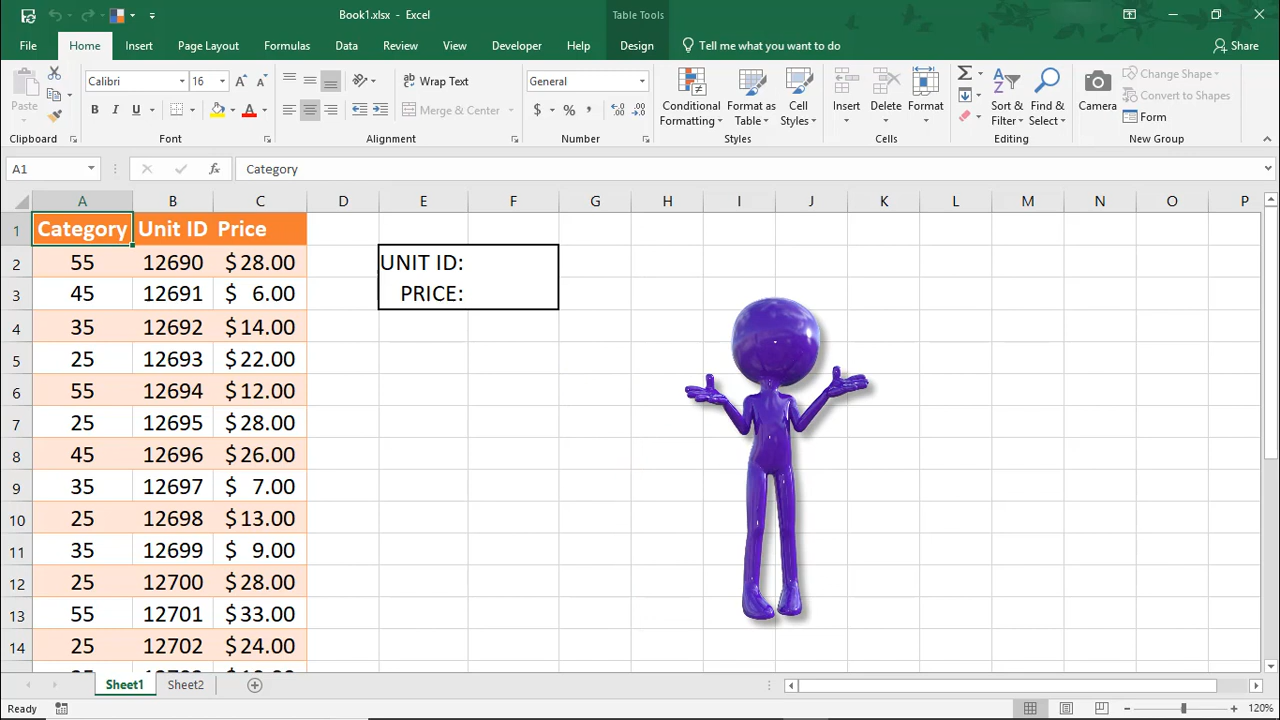 Book1.xlsx - Excel
Table Tools
File Home Insert Page Layout Formulas Data Review View Developer Help Design Tell me what you want to do Share
Paste
Calibri 16
Wrap Text
General
Merge & Center
B I U A
$ % ,
Conditional Formatting
Format as Table
Cell Styles
Insert
Delete
Format
Sort & Filter
Find & Select
Camera
Change Shape
Convert to Shapes
Form
Clipboard Font Alignment Number Styles Cells Editing New Group
A1 fx Category
A B C D E F G H I J K L M N O P
1 Category Unit ID Price
2 55 12690 $ 28.00 UNIT ID:
3 45 12691 $ 6.00 PRICE:
4 35 12692 $ 14.00
5 25 12693 $ 22.00
6 55 12694 $ 12.00
7 25 12695 $ 28.00
8 45 12696 $ 26.00
9 35 12697 $ 7.00
10 25 12698 $ 13.00
11 35 12699 $ 9.00
12 25 12700 $ 28.00
13 55 12701 $ 33.00
14 25 12702 $ 24.00
Sheet1 Sheet2
Ready
120%